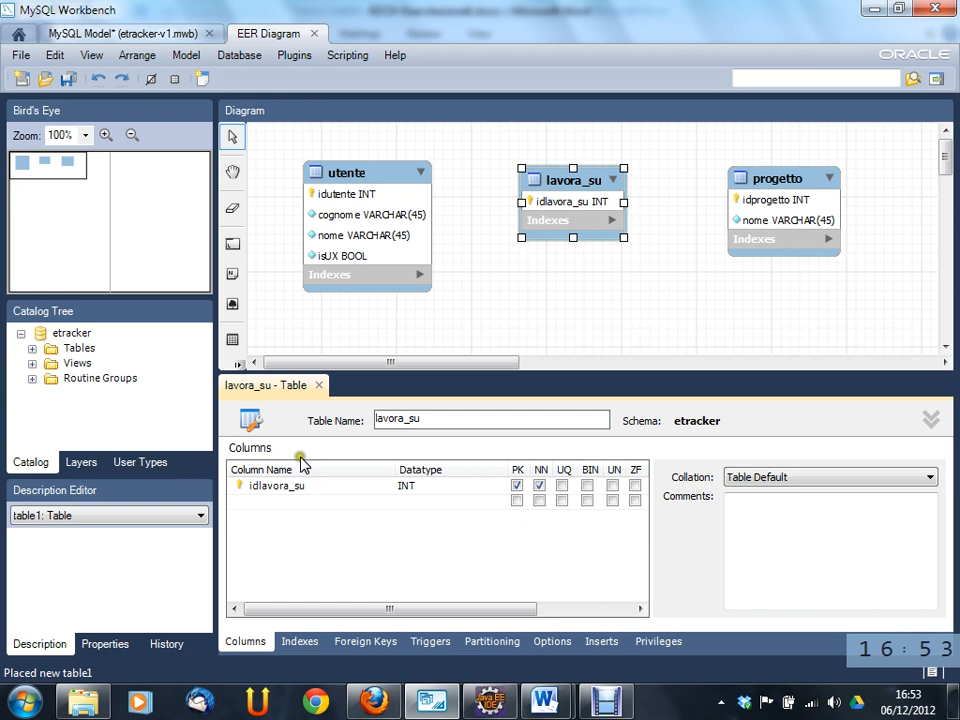 MySQL Workbench
MySQL Model* (etracker-v1.mwb)
EER Diagram
File Edit View Arrange Model Database Plugins Scripting Help
ORACLE
Bird's Eye
Zoom: 100%
Diagram
utente
idutente INT
cognome VARCHAR(45)
nome VARCHAR(45)
isUX BOOL
Indexes
lavora_su
idlavora_su INT
Indexes
progetto
idprogetto INT
nome VARCHAR(45)
Indexes
Catalog Tree
etracker
Tables
Views
Routine Groups
Catalog Layers User Types
Description Editor
table1: Table
Description Properties History
lavora_su - Table
Table Name: lavora_su Schema: etracker
Columns
Column Name Datatype PK NN UQ BIN UN ZF
idlavora_su INT
Collation: Table Default
Comments:
Columns Indexes Foreign Keys Triggers Partitioning Options Inserts Privileges
16:53
Placed new table1
16:53
06/12/2012